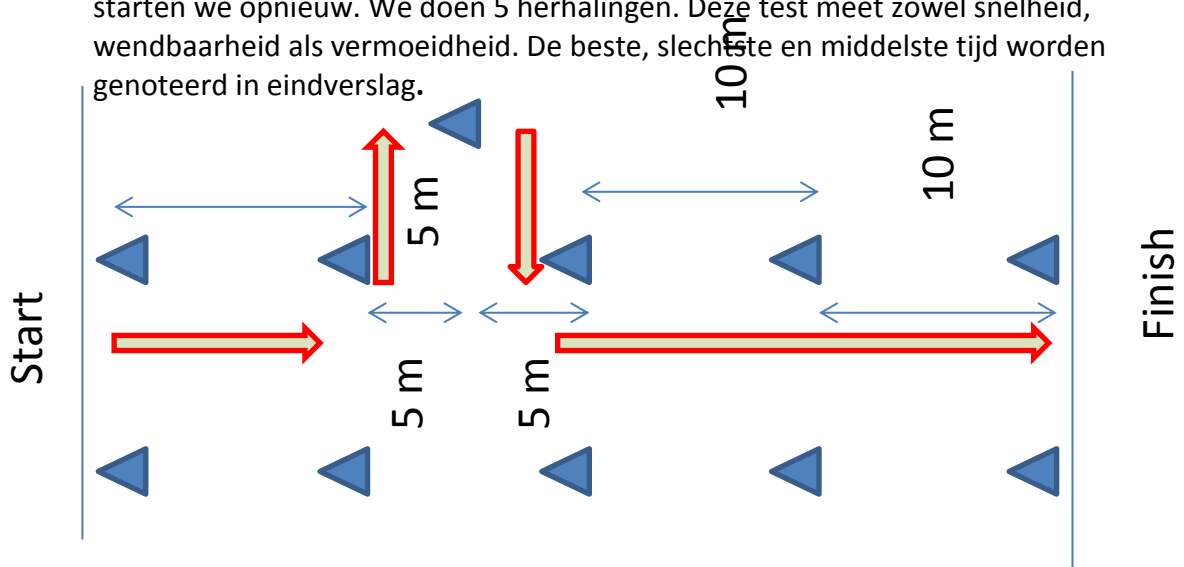 starten we opnieuw. We doen 5 herhalingen. Deze test meet zowel snelheid,
wendbaarheid als vermoeidheid. De beste, slechtste en middelste tijd worden
genoteerd in eindverslag.
10 m
10 m
5 m
Start
Finish
5 m
5 m